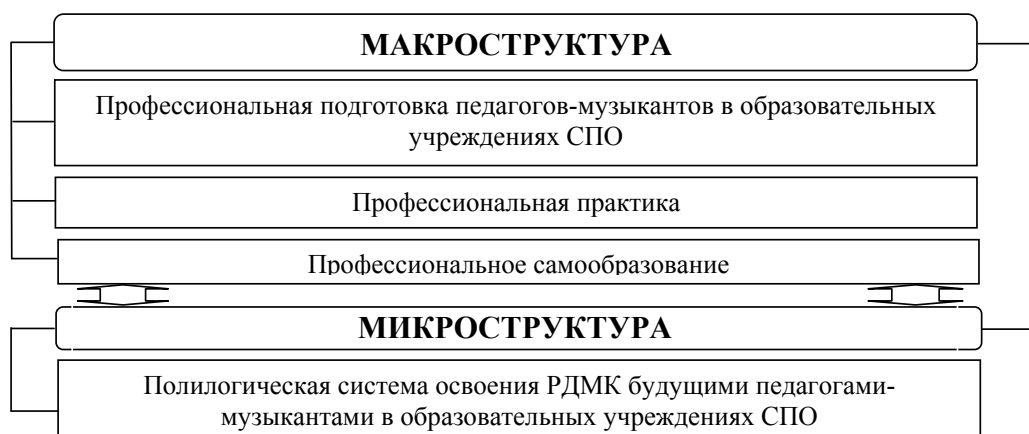 МАКРОСТРУКТУРА
Профессиональная подготовка педагогов-музыкантов в образовательных
учреждениях СПО
Профессиональная практика
Профессиональное самообразование
МИКРОСТРУКТУРА
Полилогическая система освоения РДМК будущими педагогами-
музыкантами в образовательных учреждениях СПО